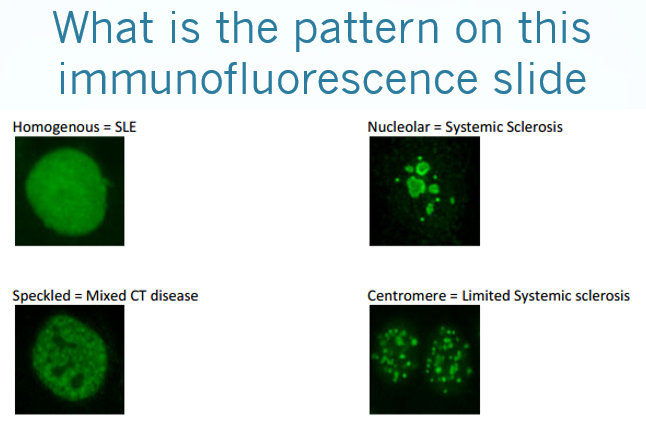 What is the pattern on this
immunofluorescence slide
Homogenous = SLE
Nucleolar = Systemic Sclerosis
Speckled = Mixed CT disease
Centromere = Limited Systemic sclerosis